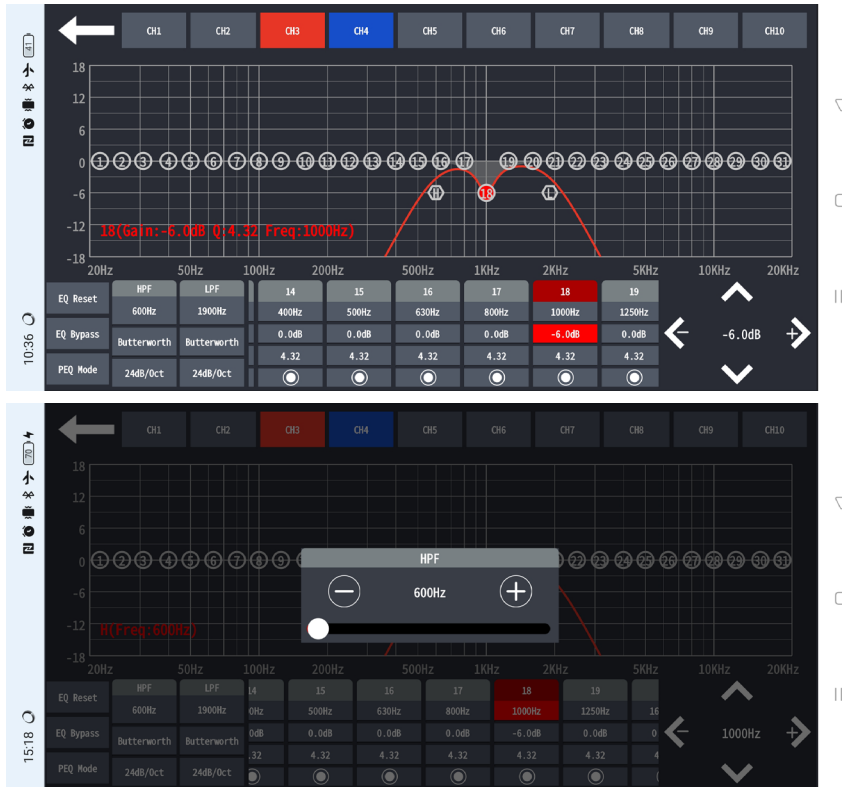 CH1 CH2 CH3 CH4 CH5 CH6 CH7 CH8 CH9 CH10
41
10:36
18
12
6
0
-6
-12
-18
1 2 3 4 5 6 7 8 9 10 11 12 13 14 15 16 17 19 20 21 22 23 24 25 26 27 28 29 30 31
H 18 L
18(Gain:-6.0dB Q:4.32 Freq:1000Hz)
20Hz 50Hz 100Hz 200Hz 500Hz 1KHz 2KHz 5KHz 10KHz 20KHz
EQ Reset
EQ Bypass
PEQ Mode
HPF LPF 14 15 16 17 18 19
600Hz 1900Hz 400Hz 500Hz 630Hz 800Hz 1000Hz 1250Hz
Butterworth Butterworth 0.0dB 0.0dB 0.0dB 0.0dB -6.0dB 0.0dB
4.32 4.32 4.32 4.32 4.32 4.32
24dB/Oct 24dB/Oct
-6.0dB
CH1 CH2 CH3 CH4 CH5 CH6 CH7 CH8 CH9 CH10
70
15:18
18
12
6
0
-6
-12
-18
1 2 3 4 5 6 7 8 9 22 23 24 25 26 27 28 29 30 31
HPF
600Hz
H(Freq:600Hz)
20Hz 50Hz 100Hz 200Hz 500Hz 1KHz 2KHz 5KHz 10KHz 20KHz
EQ Reset
EQ Bypass
PEQ Mode
HPF LPF 14 15 16 17 18 19
600Hz 1900Hz 0Hz 500Hz 630Hz 800Hz 1000Hz 1250Hz 16
Butterworth Butterworth 0dB 0.0dB 0.0dB 0.0dB -6.0dB 0.0dB 0
.32 4.32 4.32 4.32 4.32 4.32 4
24dB/Oct 24dB/Oct
1000Hz